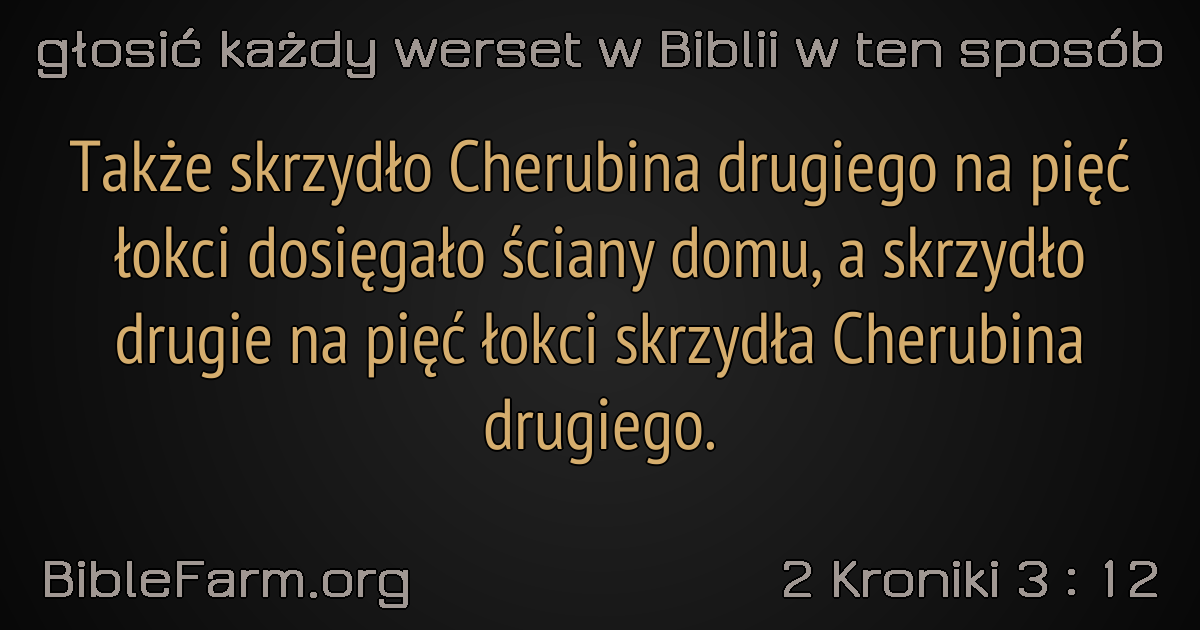 głosić każdy werset w Biblii w ten sposób
Także skrzydło Cherubina drugiego na pięć
łokci dosięgało ściany domu, a skrzydło
drugie na pięć łokci skrzydła Cherubina
drugiego.
BibleFarm.org
2 Kroniki 3 : 12